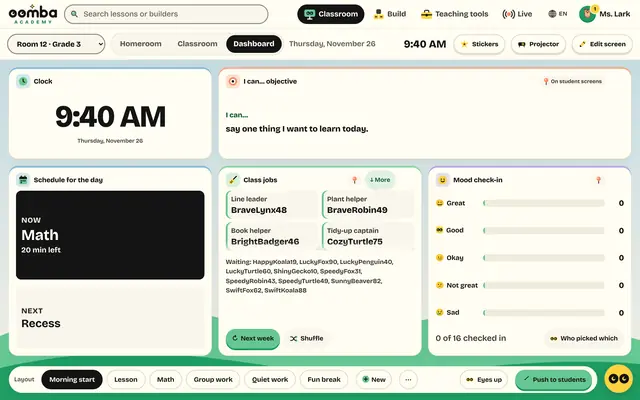 oomba
ACADEMY
Search lessons or builders
Classroom
Build
Teaching tools
Live
EN
1
Ms. Lark
Room 12 · Grade 3
Homeroom
Classroom
Dashboard
Thursday, November 26
9:40 AM
Stickers
Projector
Edit screen
Clock
9:40 AM
Thursday, November 26
I can... objective
On student screens
I can...
say one thing I want to learn today.
Schedule for the day
NOW
Math
20 min left
NEXT
Recess
Class jobs
↓ More
Line leader
BraveLynx48
Plant helper
BraveRobin49
Book helper
BrightBadger46
Tidy-up captain
CozyTurtle75
Waiting: HappyKoala19, LuckyFox90, LuckyPenguin40,
LuckyTurtle60, ShinyGecko10, SpeedyFox31,
SpeedyRobin43, SpeedyTurtle49, SunnyBeaver82,
SwiftFox62, SwiftKoala88
Next week
Shuffle
Mood check-in
Great
0
Good
0
Okay
0
Not great
0
Sad
0
0 of 16 checked in
Who picked which
Layout
Morning start
Lesson
Math
Group work
Quiet work
Fun break
New
...
Eyes up
Push to students